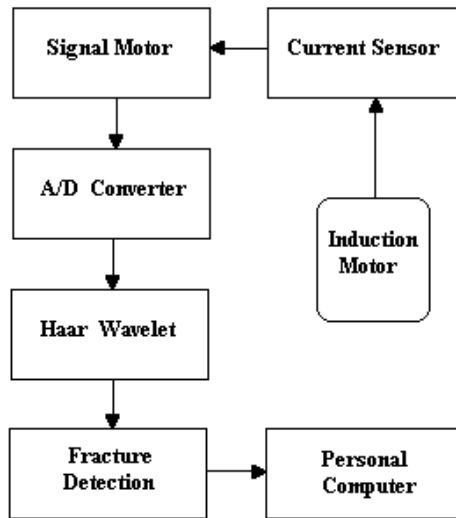 Signal Motor
Current Sensor
A/D Converter
Induction
Motor
Haar Wavelet
Fracture
Detection
Personal
Computer